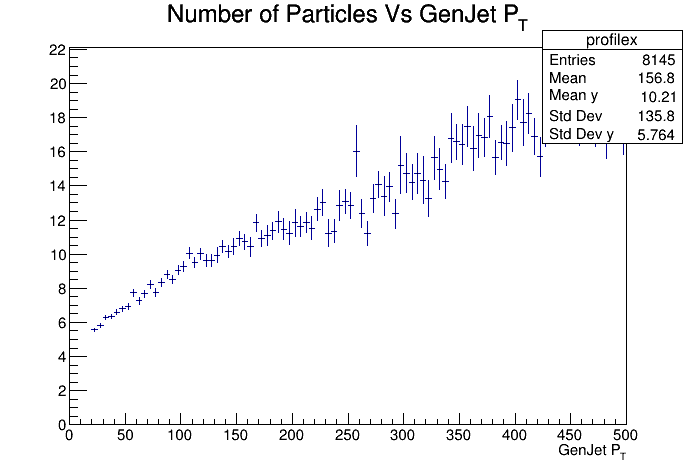 Number of Particles Vs GenJet P_T
profilex
Entries 8145
Mean 156.8
Mean y 10.21
Std Dev 135.8
Std Dev y 5.764
22
20
18
16
14
12
10
8
6
4
2
0
0 50 100 150 200 250 300 350 400 450 500
GenJet P_T